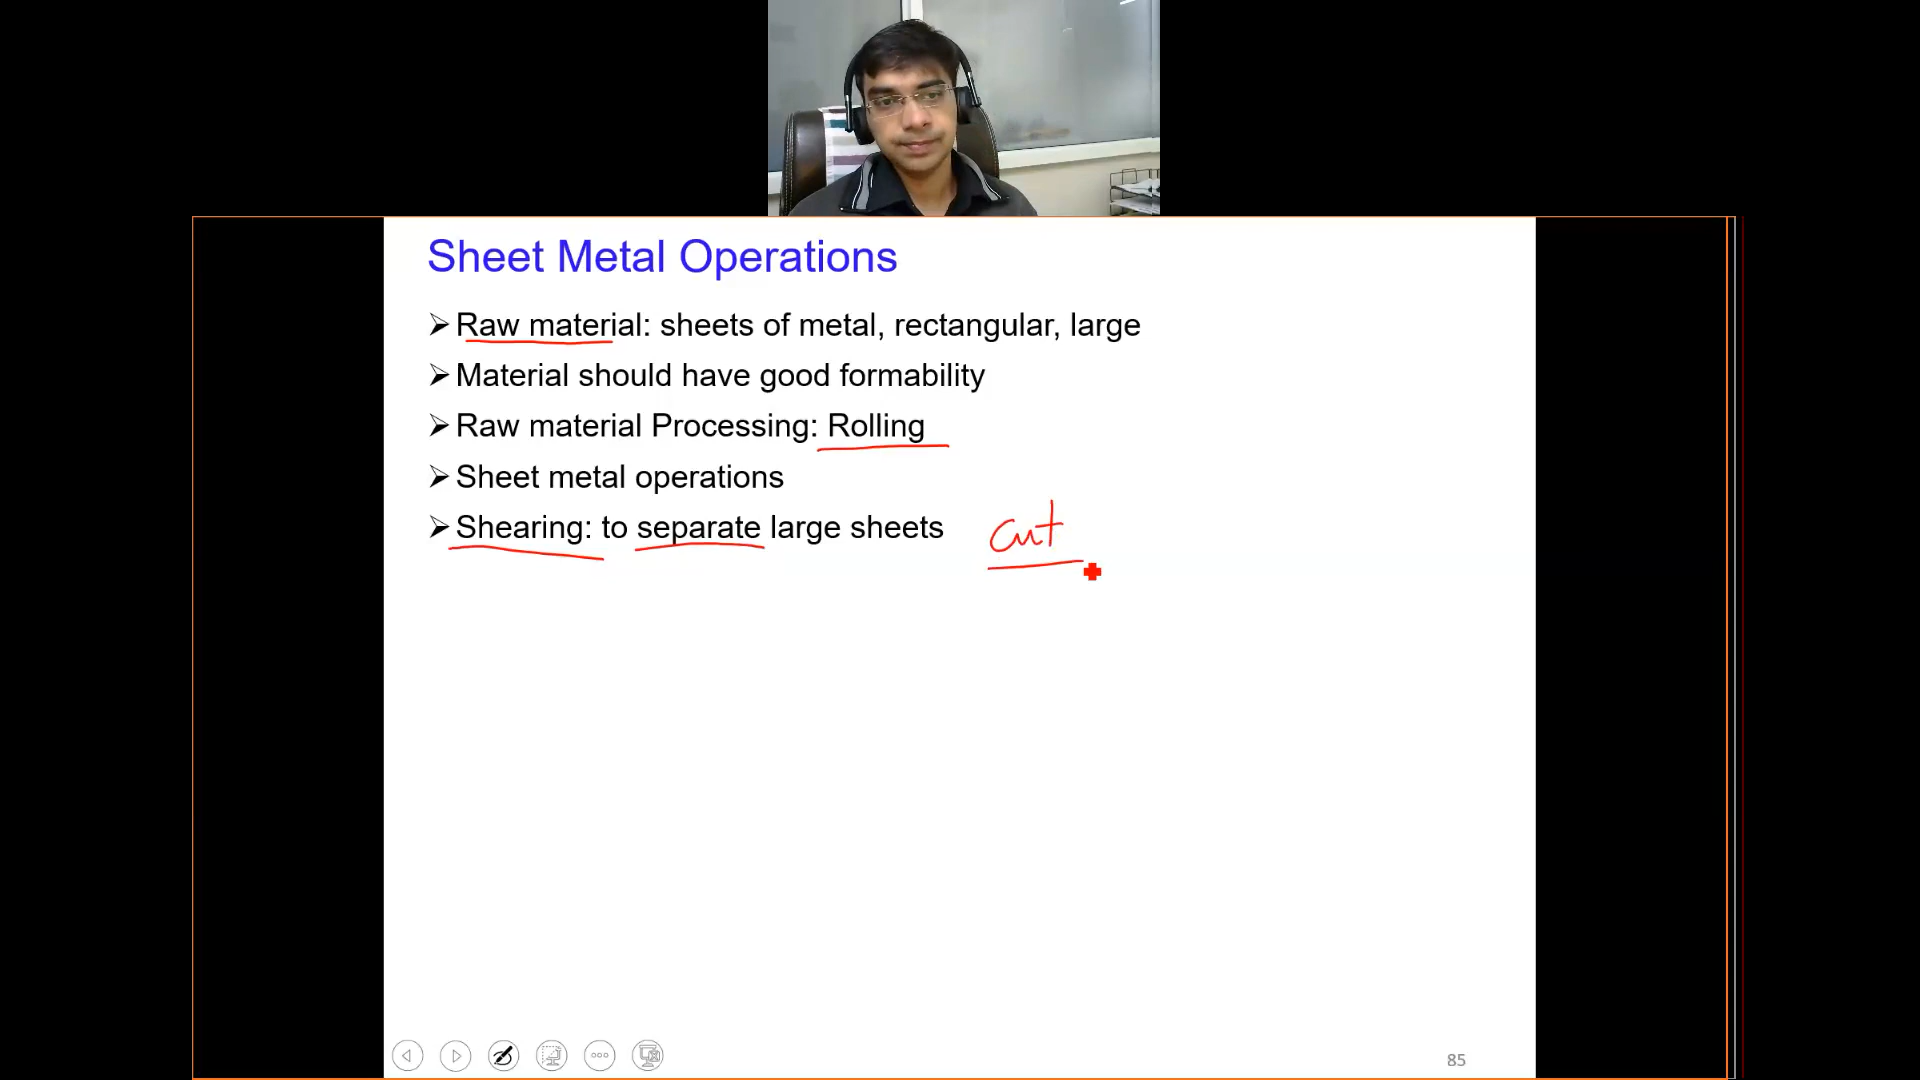 Sheet Metal Operations
➢ Raw material: sheets of metal, rectangular, large
➢ Material should have good formability
➢ Raw material Processing: Rolling
➢ Sheet metal operations
➢ Shearing: to separate large sheets cut
85